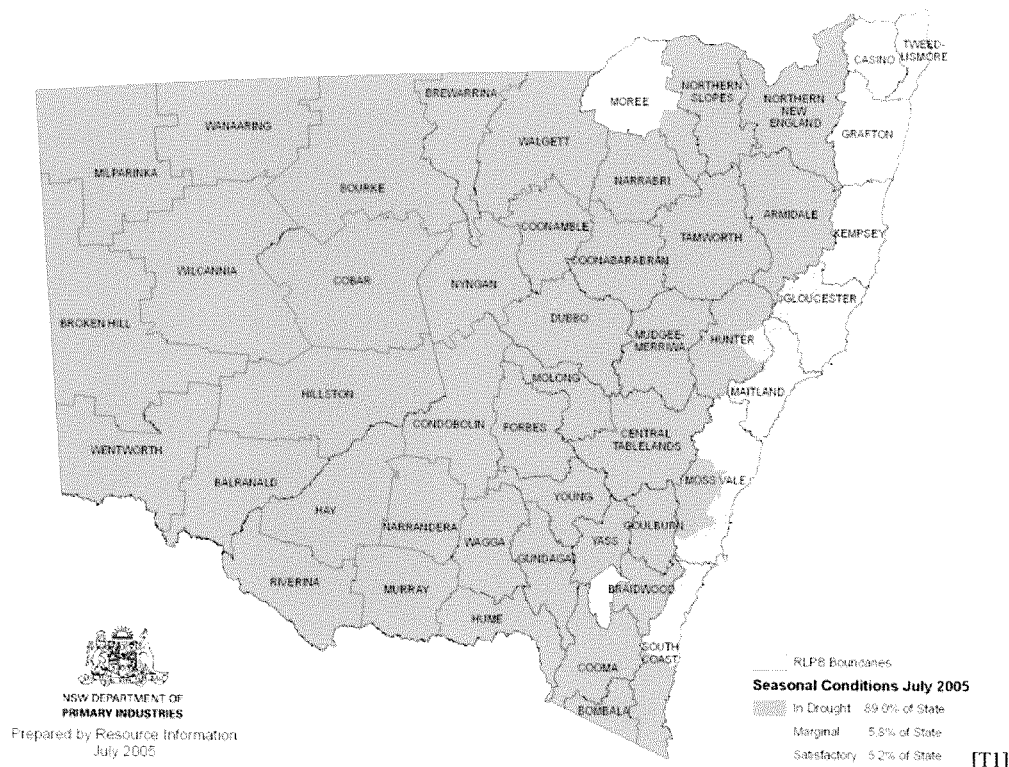 TWEED-
LISMORE
CASINO
MOREE
NORTHERN
SLOPES
NORTHERN
NEW
ENGLAND
BREWARRINA
WANAARING
WALGETT
GRAFTON
MILPARINKA
BOURKE
NARRABRI
ARMIDALE
COONAMBLE
TAMWORTH
KEMPSEY
COONABARABRAN
WILCANNIA
COBAR
NYNGAN
GLOUCESTER
BROKEN HILL
DUBBO
MUDGEE-
MERRIWA
HUNTER
MOLONG
MAITLAND
HILLSTON
CONDOBOLIN
FORBES
CENTRAL
TABLELANDS
WENTWORTH
BALRANALD
MOSS VALE
YOUNG
HAY
NARRANDERA
GOULBURN
WAGGA
YASS
GUNDAGAI
RIVERINA
MURRAY
BRAIDWOOD
HUME
SOUTH
COAST
COOMA
BOMBALA
NSW DEPARTMENT OF
PRIMARY INDUSTRIES
Prepared by Resource Information
July 2005
RLPB Boundaries
Seasonal Conditions July 2005
In Drought 89.0% of State
Marginal 5.8% of State
Satisfactory 5.2% of State
[T1]